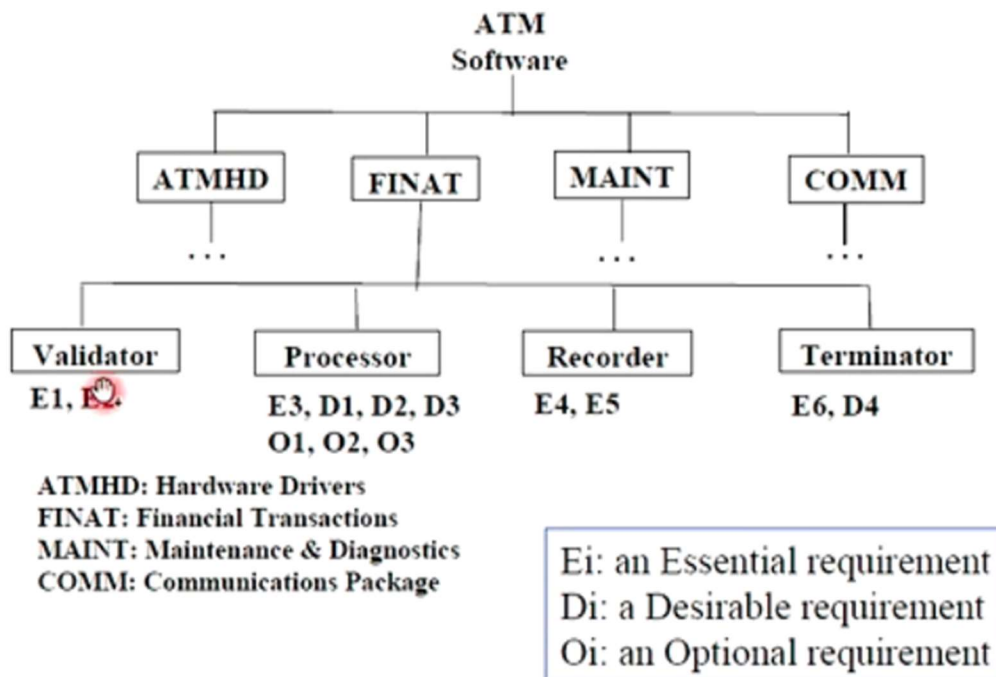 ATM
Software
ATMHD FINAT MAINT COMM
... ... ...
Validator Processor Recorder Terminator
E1, E3, D1, D2, D3 E4, E5 E6, D4
O1, O2, O3
ATMHD: Hardware Drivers
FINAT: Financial Transactions
MAINT: Maintenance & Diagnostics
COMM: Communications Package
Ei: an Essential requirement
Di: a Desirable requirement
Oi: an Optional requirement